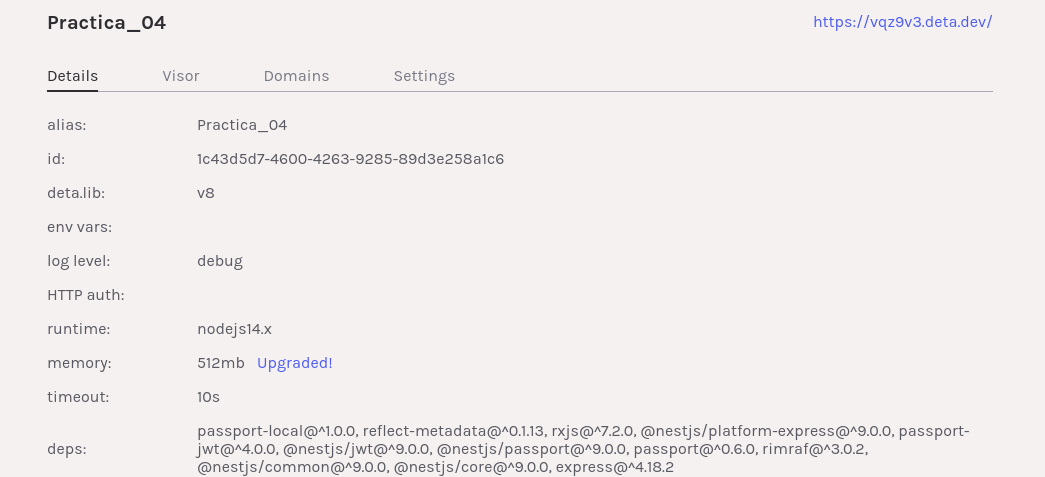 Practica_04 https://vqz9v3.deta.dev/
Details Visor Domains Settings
alias: Practica_04
id: 1c43d5d7-4600-4263-9285-89d3e258a1c6
deta.lib: v8
env vars:
log level: debug
HTTP auth:
runtime: nodejs14.x
memory: 512mb Upgraded!
timeout: 10s
deps: passport-local@^1.0.0, reflect-metadata@^0.1.13, rxjs@^7.2.0, @nestjs/platform-express@^9.0.0, passport-
jwt@^4.0.0, @nestjs/jwt@^9.0.0, @nestjs/passport@^9.0.0, passport@^0.6.0, rimraf@^3.0.2,
@nestjs/common@^9.0.0, @nestjs/core@^9.0.0, express@^4.18.2